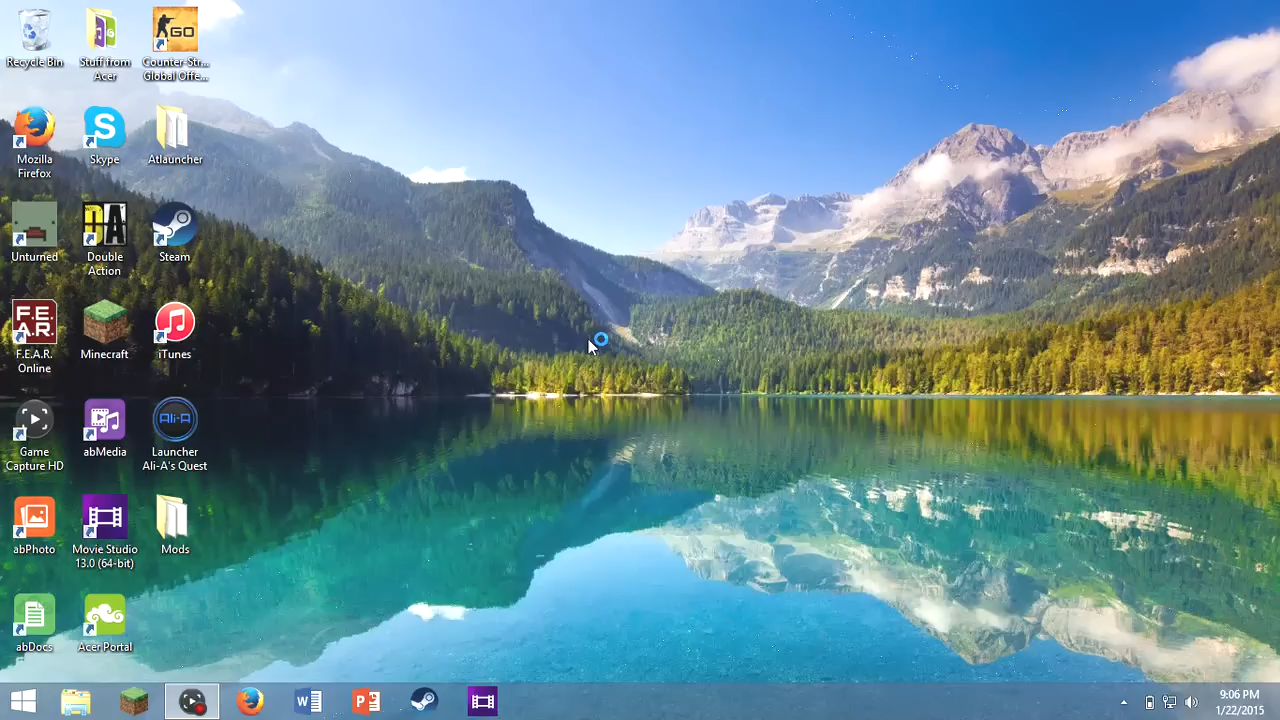 Recycle Bin
Stuff from
Acer
GO
Counter-Str...
Global Offe...
Mozilla
Firefox
S
Skype
Atlauncher
Unturned
DA
Double
Action
Steam
F.E.
A.R.
F.E.A.R.
Online
Minecraft
iTunes
Game
Capture HD
abMedia
ALI-A
Launcher
Ali-A's Quest
abPhoto
Movie Studio
13.0 (64-bit)
Mods
abDocs
Acer Portal
W
P
9:06 PM
1/22/2015